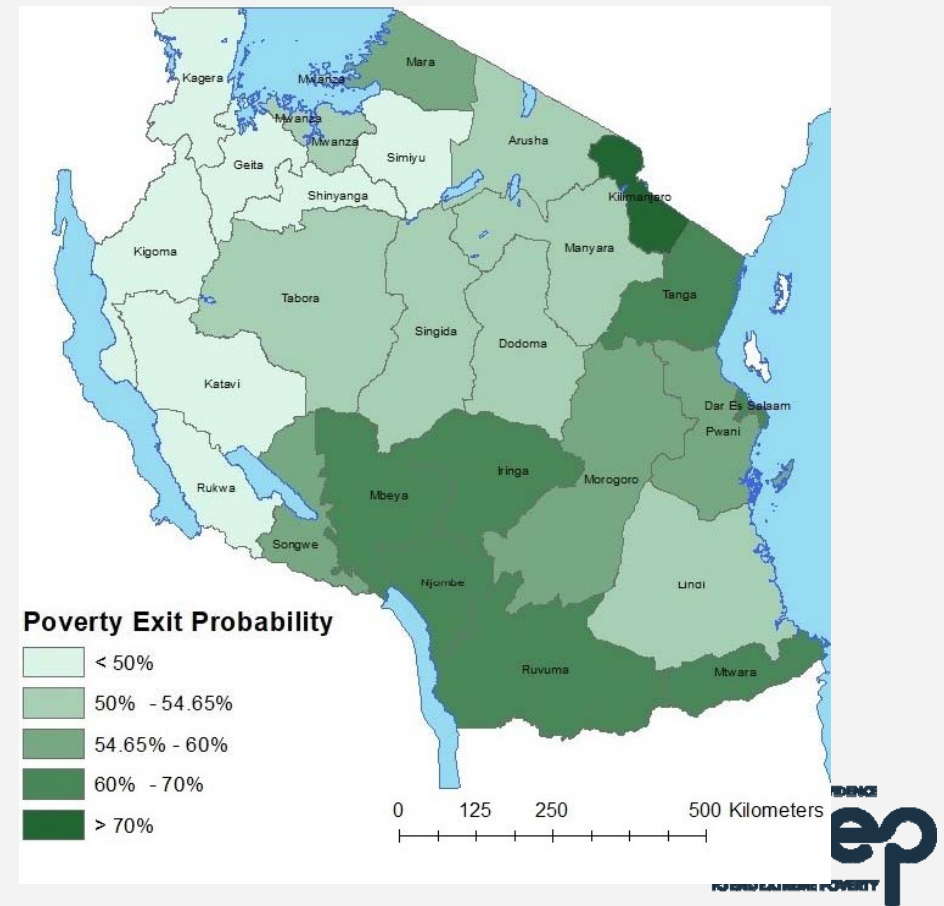 Mara
Kagera
Mwanza
Mwanza
Mwanza
Arusha
Simiyu
Geita
Shinyanga
Kilimanjaro
Kigoma
Manyara
Tabora
Tanga
Singida
Dodoma
Katavi
Dar Es Salaam
Pwani
Iringa
Morogoro
Rukwa
Mbeya
Songwe
Njombe
Lindi
Ruvuma
Mtwara
Poverty Exit Probability
< 50%
50% - 54.65%
54.65% - 60%
60% - 70%
> 70%
0 125 250 500 Kilometers
ep
POVERTY